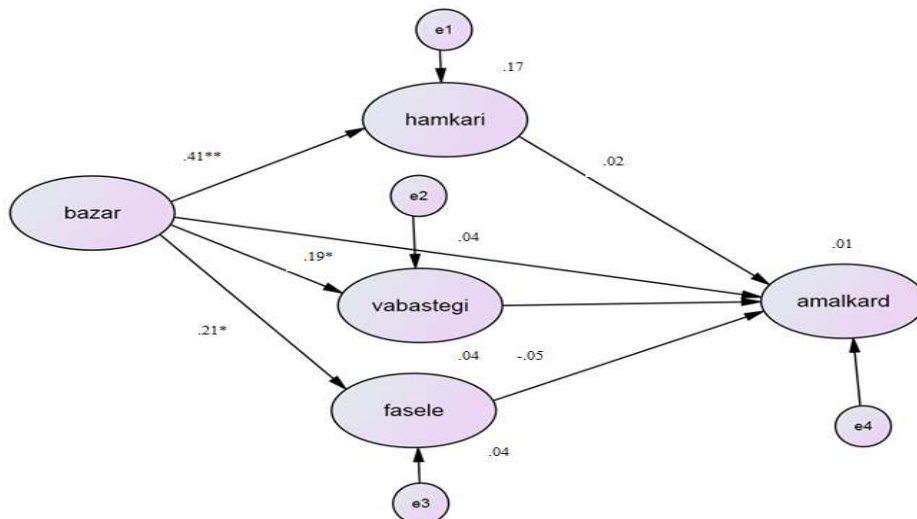 e1
.17
hamkari
.41**
.02
e2
bazar
.04
.01
.19*
vabastegi
amalkard
.21*
.04
-.05
fasele
.04
e4
e3